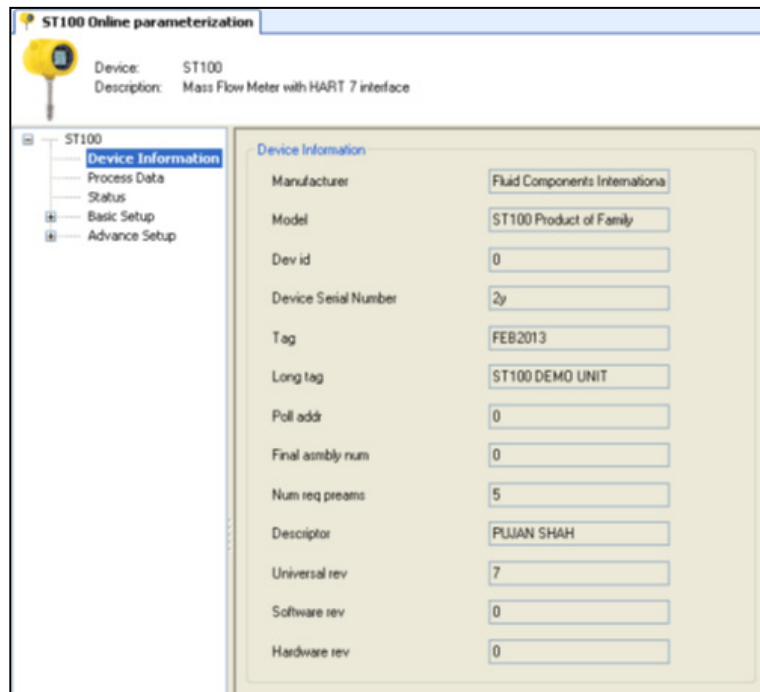 ST100 Online parameterization
Device: ST100
Description: Mass Flow Meter with HART 7 interface
ST100
Device Information
Process Data
Status
Basic Setup
Advance Setup
Device Information
Manufacturer Fluid Components Internationa
Model ST100 Product of Family
Dev id 0
Device Serial Number 2y
Tag FEB2013
Long tag ST100 DEMO UNIT
Poll addr 0
Final asmbly num 0
Num req preams 5
Descriptor PUJAN SHAH
Universal rev 7
Software rev 0
Hardware rev 0